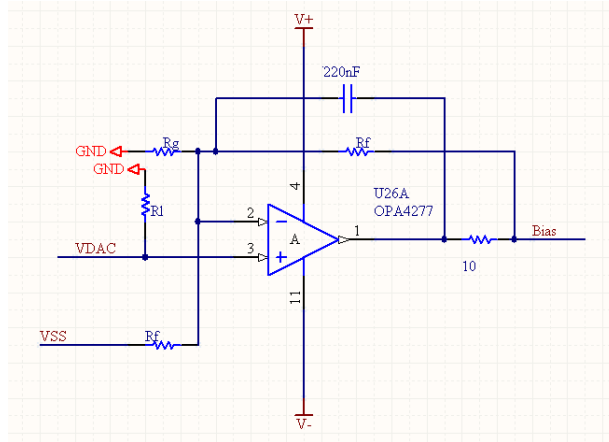 V+
220nF
GND
Rg
Rf
GND
4
U26A
OPA4277
R1
2
A
1
VDAC
3
Bias
10
11
VSS
Rf
V-